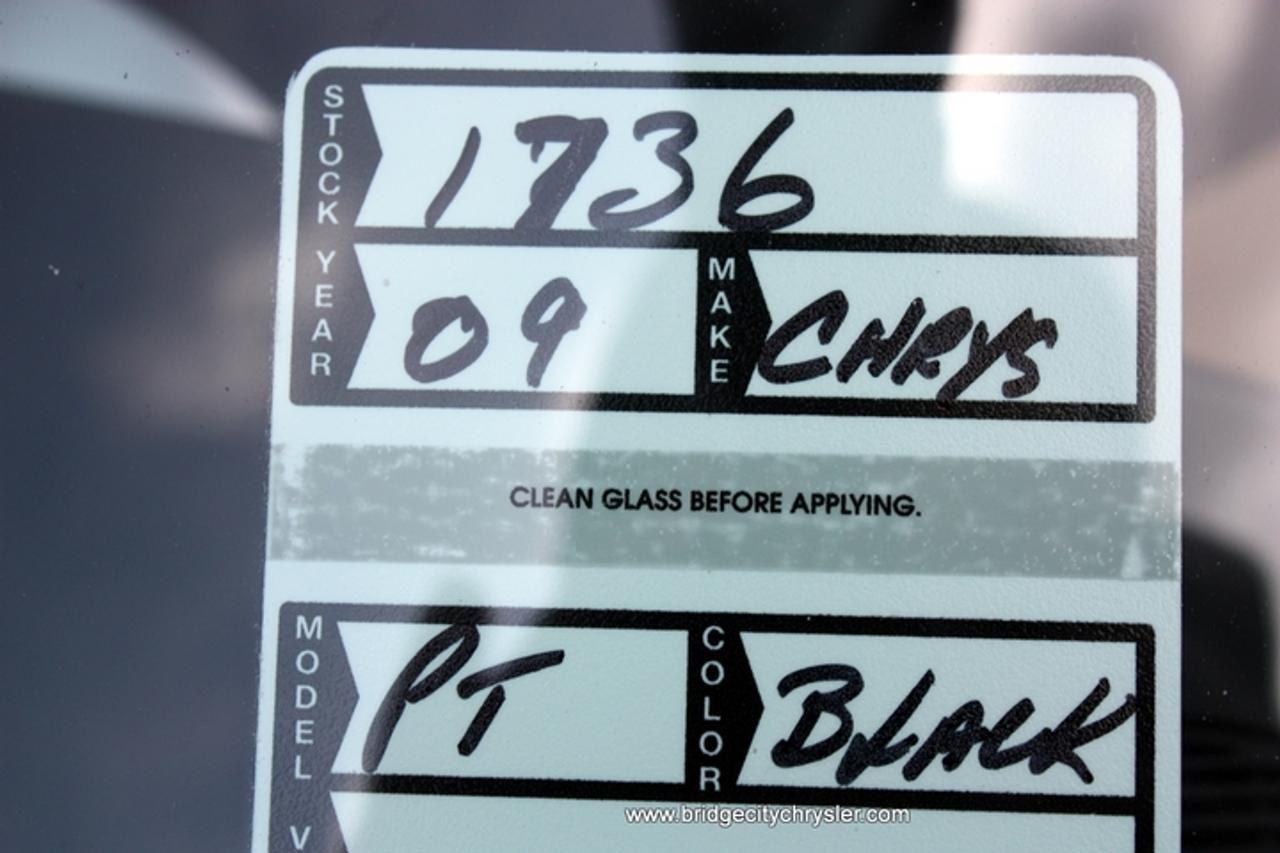 STOCK 1736
YEAR 09 MAKE CHRYS
CLEAN GLASS BEFORE APPLYING.
MODEL PT COLOR BLACK
V
www.bridgecitychrysler.com